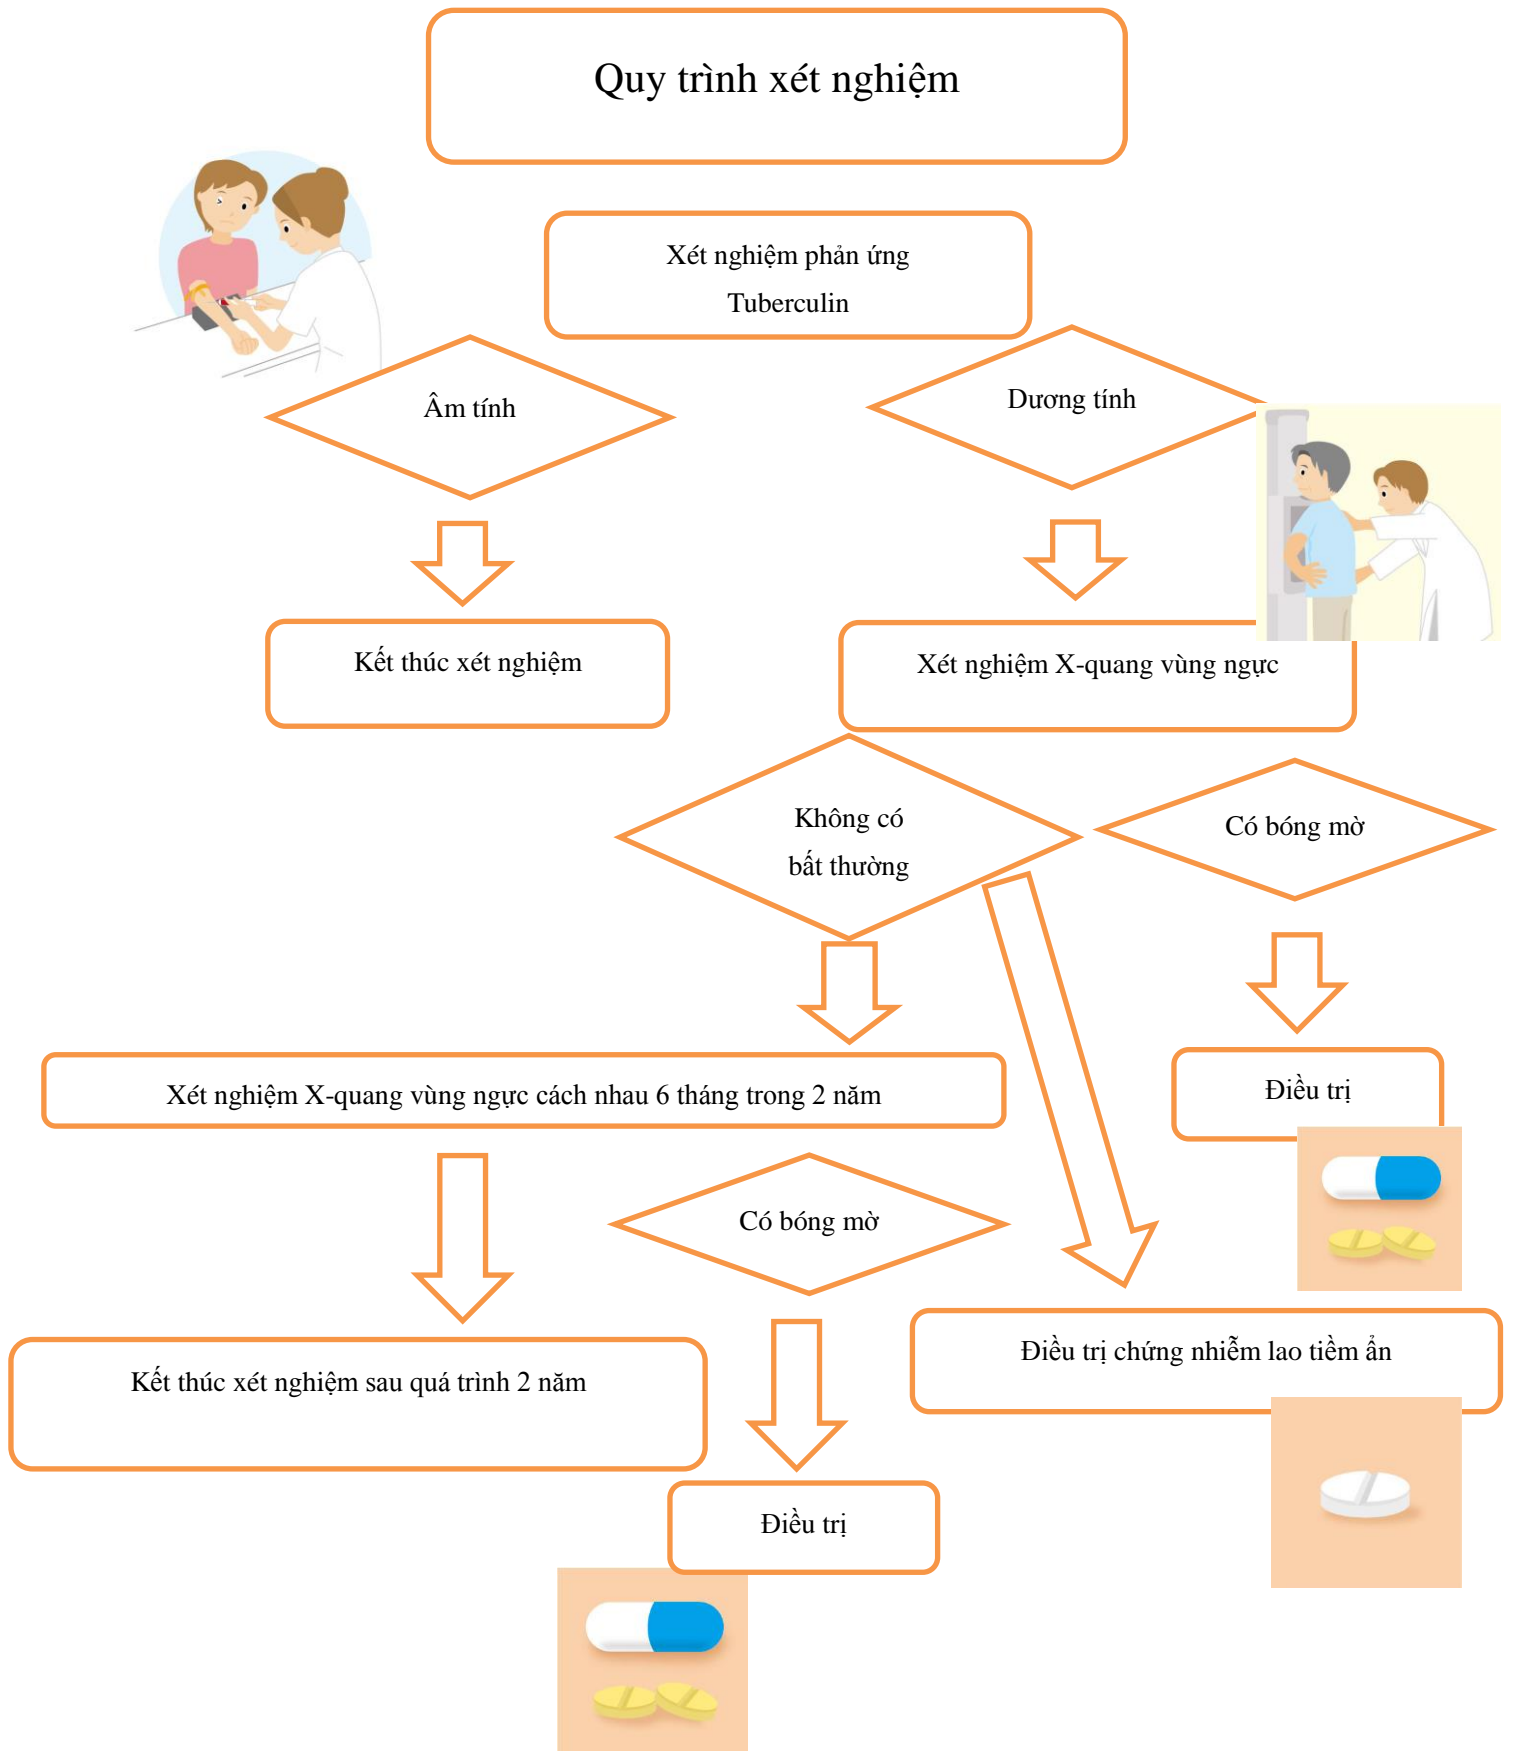 Quy trình xét nghiệm
Xét nghiệm phản ứng
Tuberculin
Âm tính
Dương tính
Kết thúc xét nghiệm
Xét nghiệm X-quang vùng ngực
Không có
bất thường
Có bóng mờ
Xét nghiệm X-quang vùng ngực cách nhau 6 tháng trong 2 năm
Điều trị
Có bóng mờ
Kết thúc xét nghiệm sau quá trình 2 năm
Điều trị chứng nhiễm lao tiềm ẩn
Điều trị